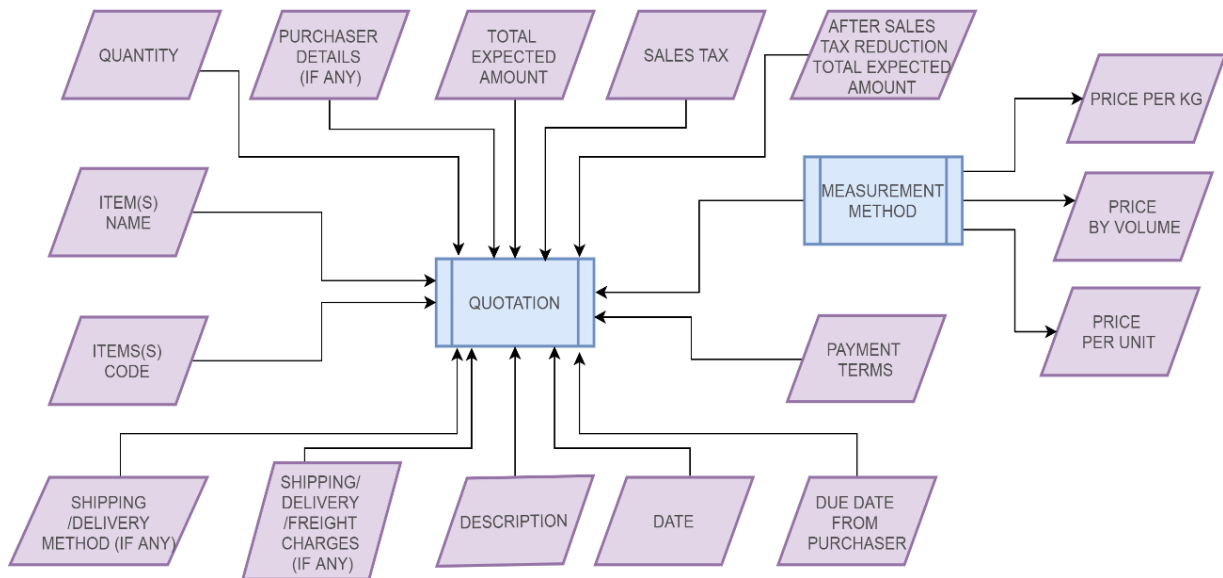 QUANTITY
PURCHASER
DETAILS
(IF ANY)
TOTAL
EXPECTED
AMOUNT
SALES TAX
AFTER SALES
TAX REDUCTION
TOTAL EXPECTED
AMOUNT
PRICE PER KG
ITEM(S)
NAME
MEASUREMENT
METHOD
PRICE
BY VOLUME
QUOTATION
ITEMS(S)
CODE
PAYMENT
TERMS
PRICE
PER UNIT
SHIPPING
/DELIVERY
METHOD (IF ANY)
SHIPPING/
DELIVERY
/FREIGHT
CHARGES
(IF ANY)
DESCRIPTION
DATE
DUE DATE
FROM
PURCHASER